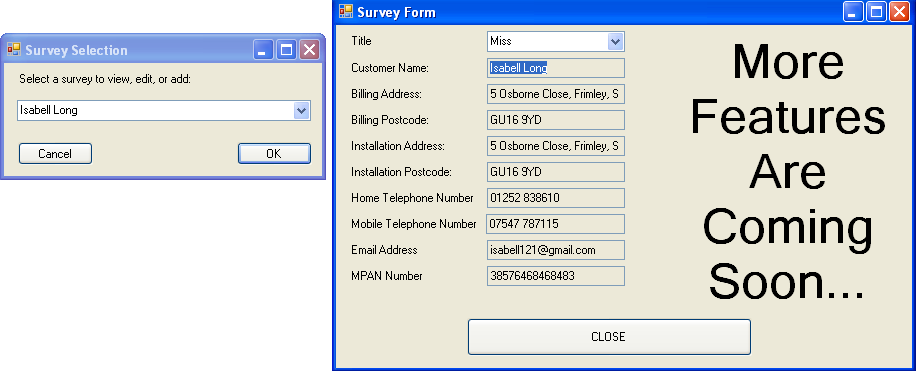 Survey Selection
Select a survey to view, edit, or add:
Isabell Long
Cancel OK
Survey Form
Title Miss
Customer Name: Isabell Long
Billing Address: 5 Osborne Close, Frimley, S
Billing Postcode: GU16 9YD
Installation Address: 5 Osborne Close, Frimley, S
Installation Postcode: GU16 9YD
Home Telephone Number 01252 838610
Mobile Telephone Number 07547 787115
Email Address isabell121@gmail.com
MPAN Number 38576468468483
More
Features
Are
Coming
Soon...
CLOSE